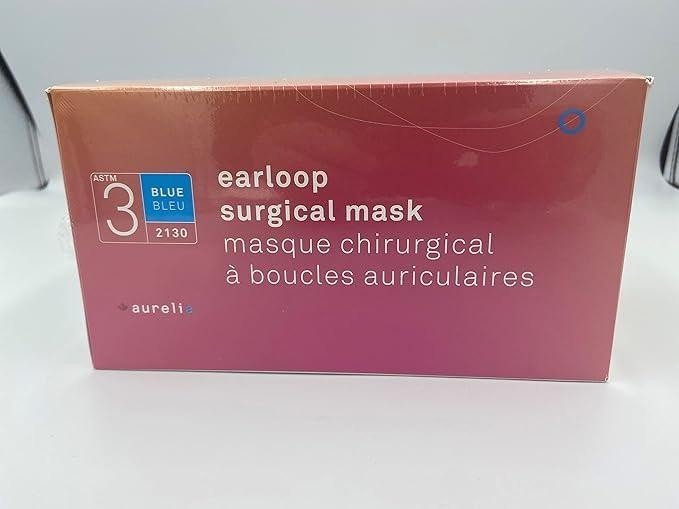 ASTM
3
BLUE
BLEU
2130
earloop
surgical mask
masque chirurgical
à boucles auriculaires
aurelia